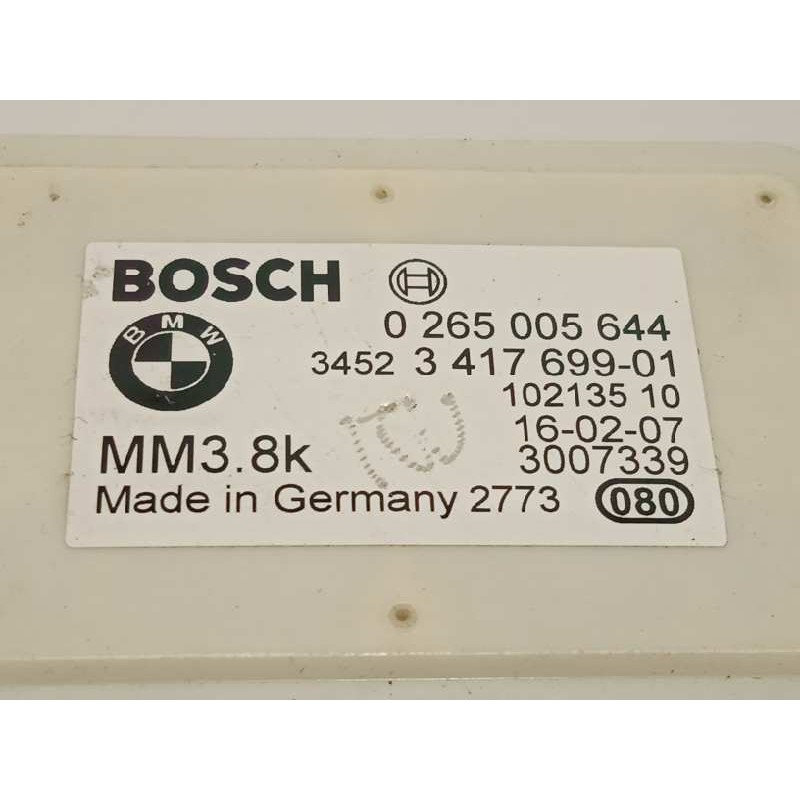 BOSCH
BMW
0 265 005 644
3452 3 417 699-01
102135 10
16-02-07
MM3.8k
3007339
Made in Germany 2773
080